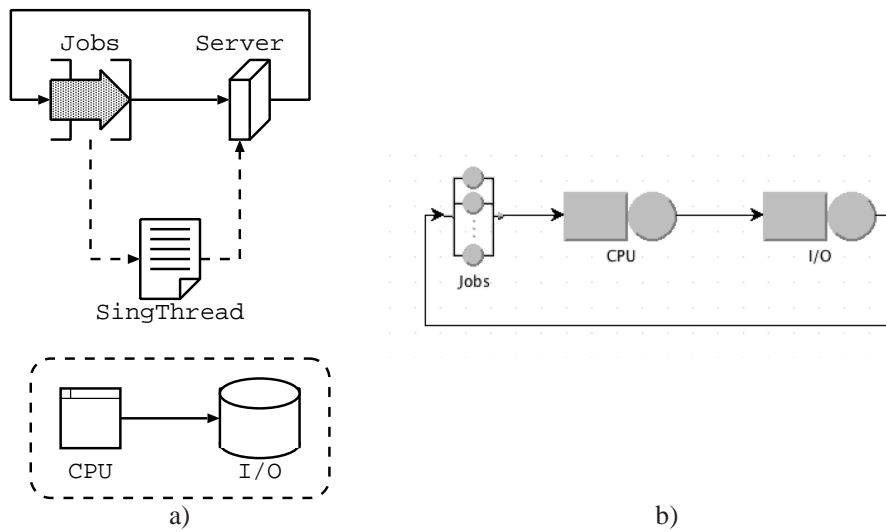 Jobs
Server
SingThread
CPU
I/O
a)
Jobs
CPU
I/O
b)